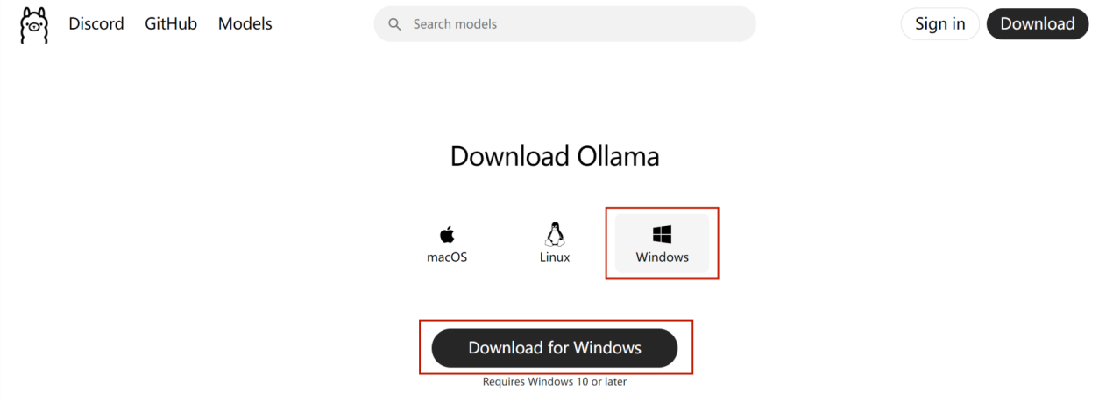 Discord GitHub Models Search models Sign in Download
Download Ollama
macOS Linux Windows
Download for Windows
Requires Windows 10 or later